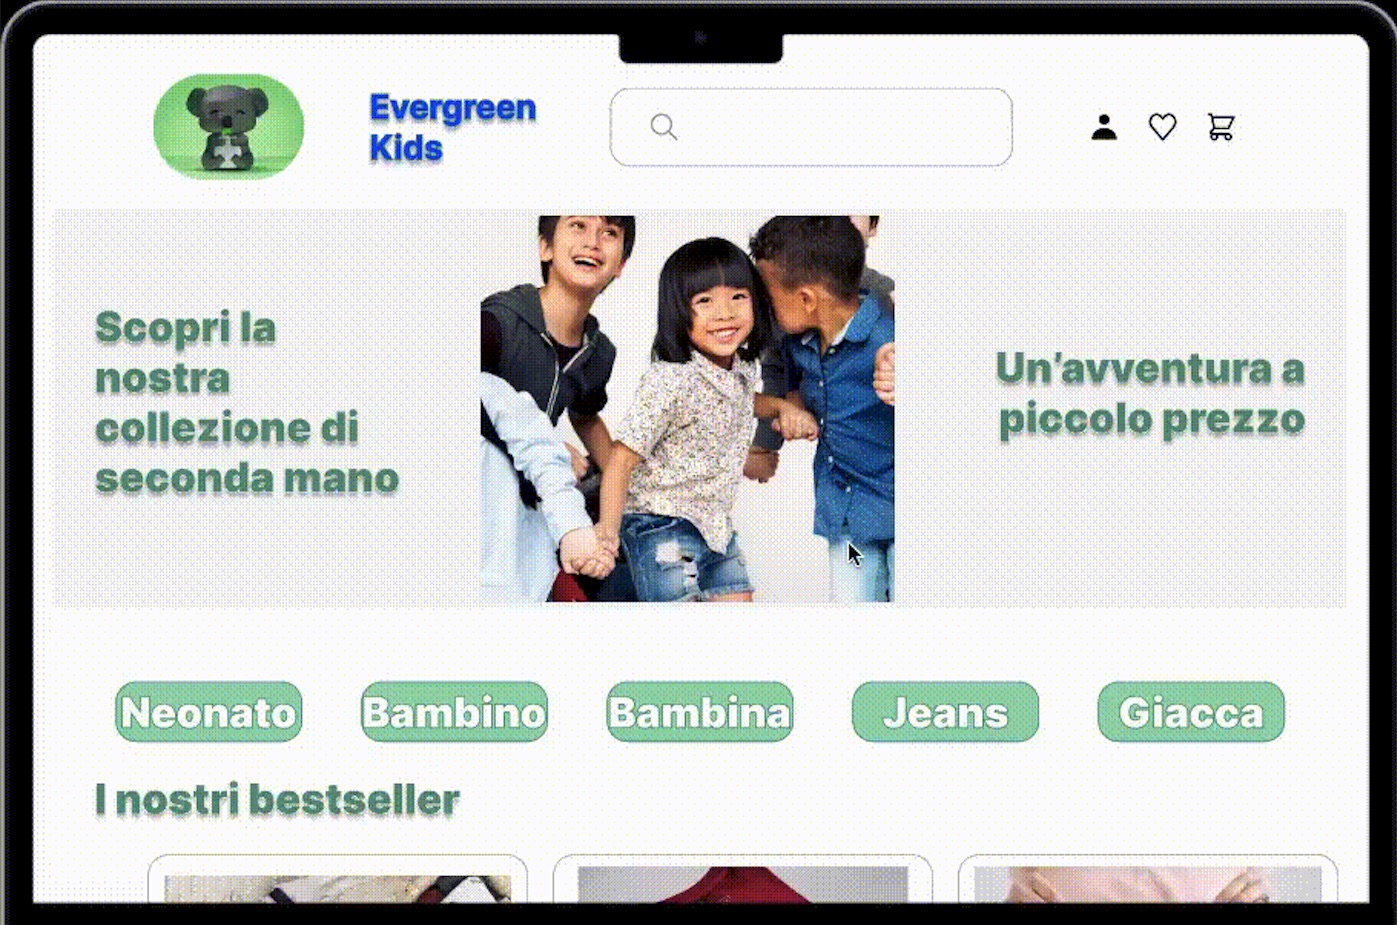 Evergreen
Kids
Scopri la
nostra
collezione di
seconda mano
Un'avventura a
piccolo prezzo
Neonato
Bambino
Bambina
Jeans
Giacca
I nostri bestseller